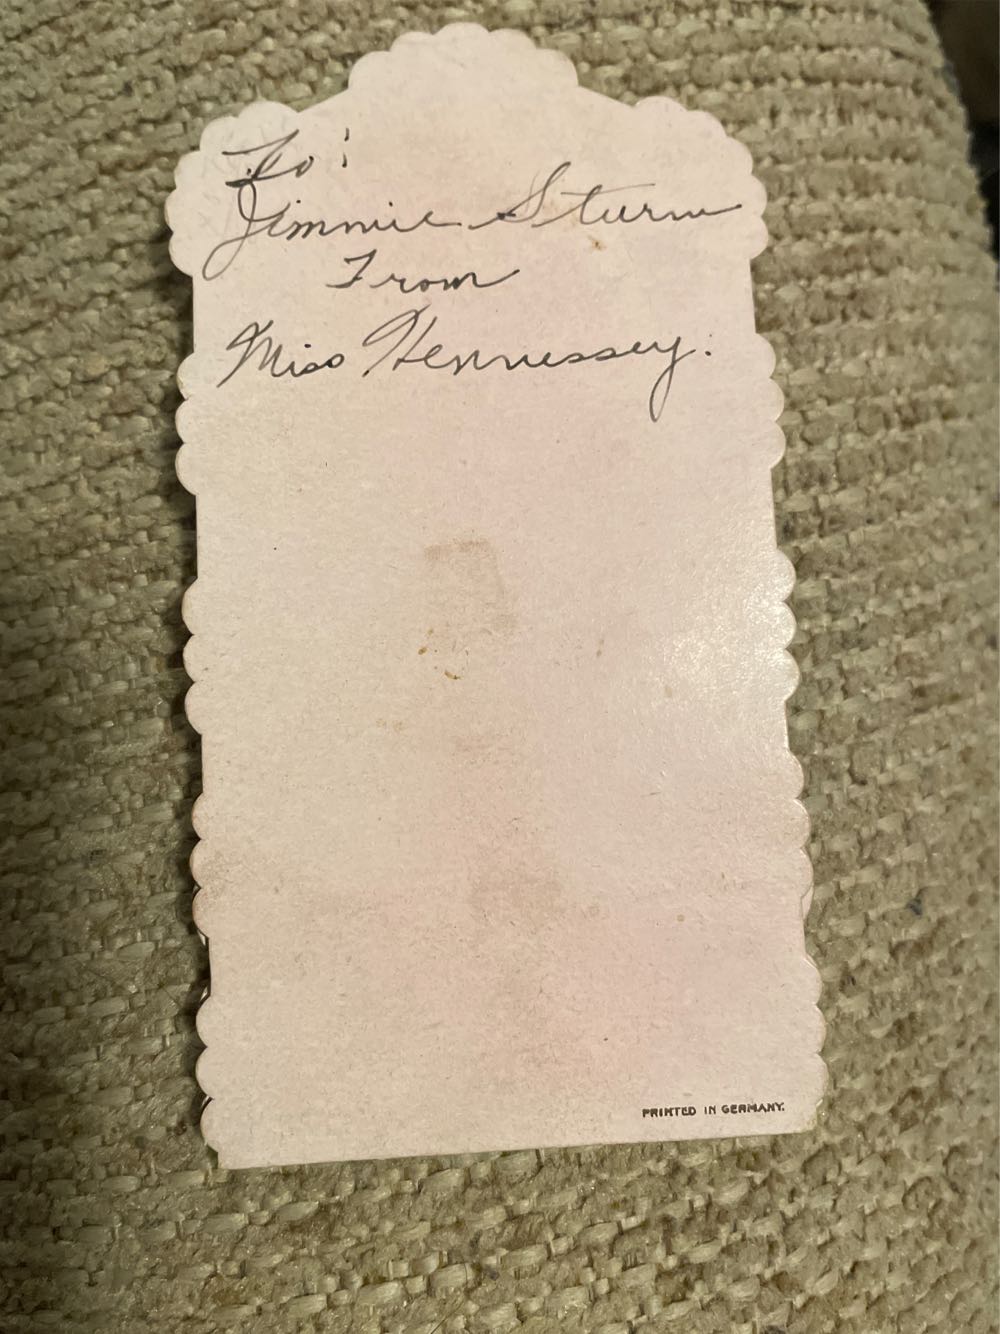 To:
Jimmie Sturm
From
Miss Hennessey.
PRINTED IN GERMANY.